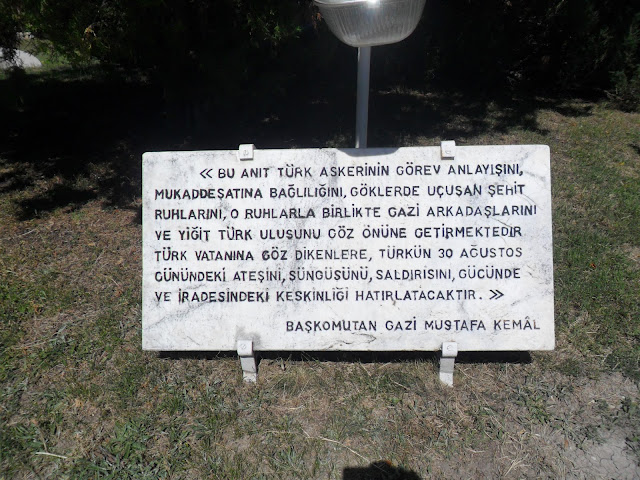 « BU ANIT TÜRK ASKERİNİN GÖREV ANLAYIŞINI,
MUKADDESATINA BAĞLILIĞINI, GÖKLERDE UÇUŞAN ŞEHİT
RUHLARINI, O RUHLARLA BİRLİKTE GAZİ ARKADAŞLARINI
VE YİĞİT TÜRK ULUSUNU GÖZ ÖNÜNE GETİRMEKTEDİR
TÜRK VATANINA GÖZ DİKENLERE, TÜRKÜN 30 AĞUSTOS
GÜNÜNDEKİ ATEŞİNİ, SÜNGÜSÜNÜ, SALDIRISINI, GÜCÜNDE
VE İRADESİNDEKİ KESKİNLİĞİ HATIRLATACAKTIR. »
BAŞKOMUTAN GAZİ MUSTAFA KEMÂL